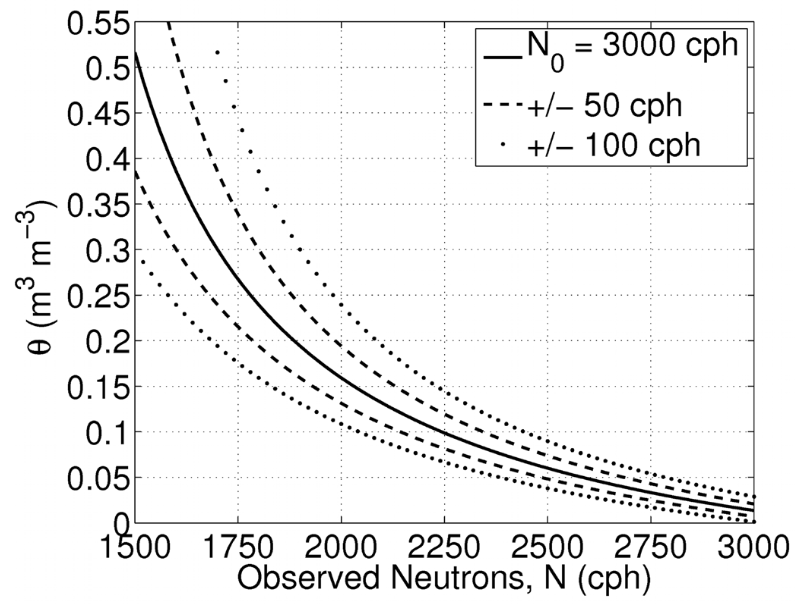 0.55
0.5
0.45
0.4
0.35
0.3
0.25
0.2
0.15
0.1
0.05
0
θ (m³ m⁻³)
N₀ = 3000 cph
+/− 50 cph
+/− 100 cph
1500 1750 2000 2250 2500 2750 3000
Observed Neutrons, N (cph)